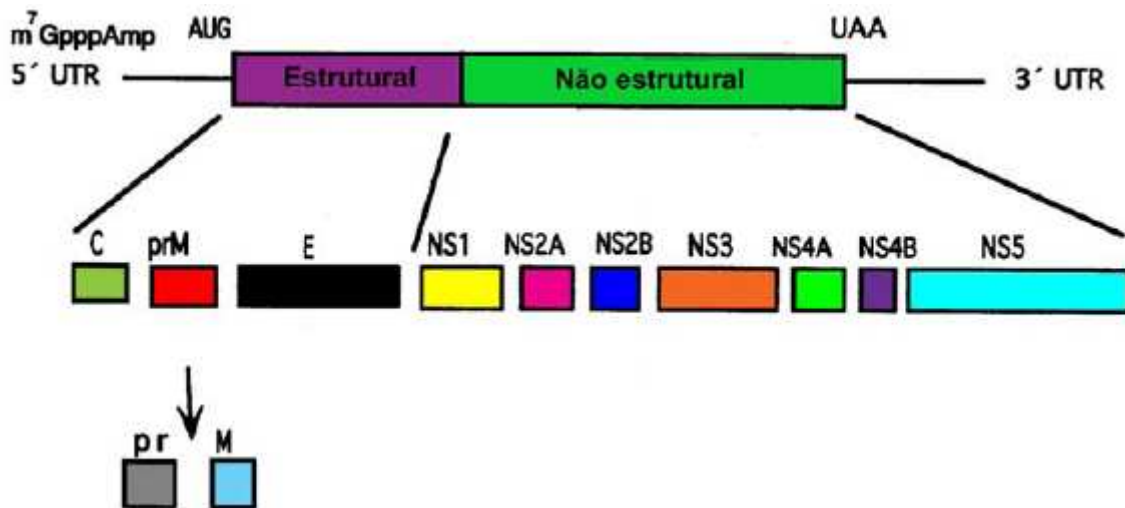 m⁷GpppAmp AUG UAA
5´ UTR Estrutural Não estrutural 3´ UTR
C prM E NS1 NS2A NS2B NS3 NS4A NS4B NS5
pr M